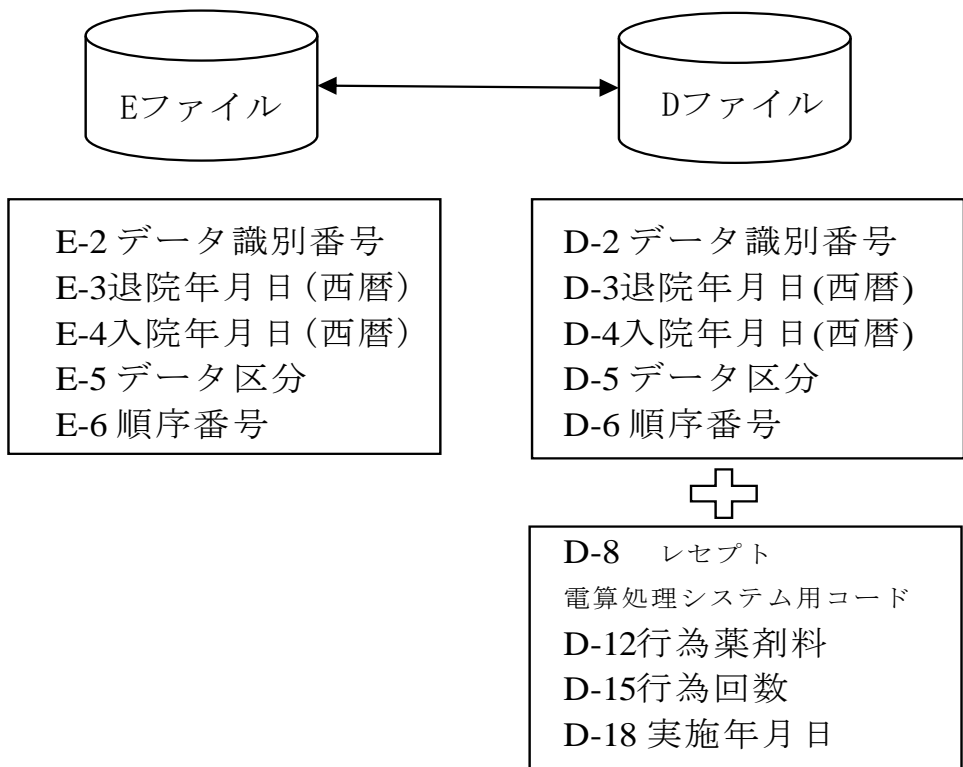 Eファイル
Dファイル
E-2 データ識別番号
E-3退院年月日（西暦）
E-4入院年月日（西暦）
E-5 データ区分
E-6 順序番号
D-2 データ識別番号
D-3退院年月日(西暦)
D-4入院年月日(西暦)
D-5 データ区分
D-6 順序番号
D-8 レセプト
電算処理システム用コード
D-12行為薬剤料
D-15行為回数
D-18 実施年月日